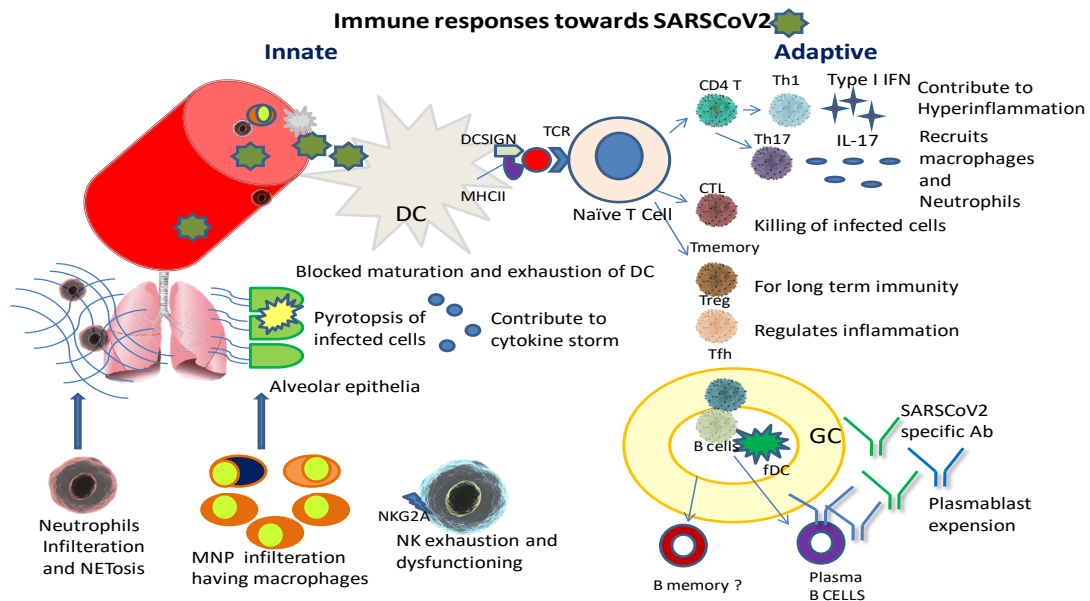 Immune responses towards SARSCoV2
Innate
Adaptive
DCSIGN
MHCII
TCR
DC
Naïve T Cell
CD4 T
Th1
Type I IFN
Contribute to
Hyperinflammation
Th17
IL-17
Recruits
macrophages
and
Neutrophils
CTL
Killing of infected cells
Tmemory
For long term immunity
Treg
Regulates inflammation
Tfh
Blocked maturation and exhaustion of DC
Pyrotopsis of
infected cells
Contribute to
cytokine storm
Alveolar epithelia
Neutrophils
Infilteration
and NETosis
MNP infilteration
having macrophages
NKG2A
NK exhaustion and
dysfunctioning
B cells
fDC
GC
SARSCoV2
specific Ab
Plasmablast
expension
B memory ?
Plasma
B CELLS